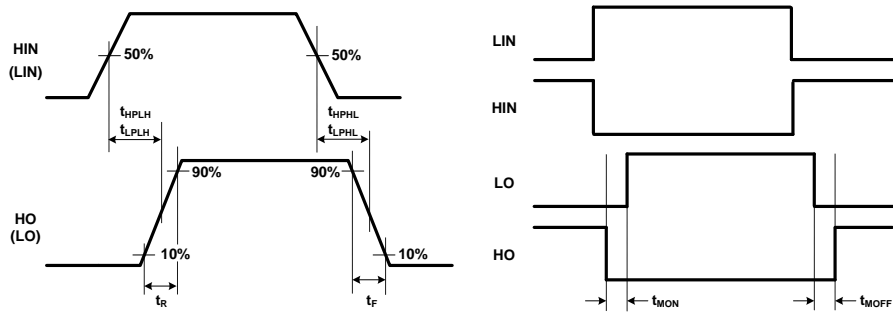 HIN
(LIN)
50%
50%
tHPLH
tLPLH
tHPHL
tLPHL
90%
90%
HO
(LO)
10%
10%
tR
tF
LIN
HIN
LO
HO
tMON
tMOFF